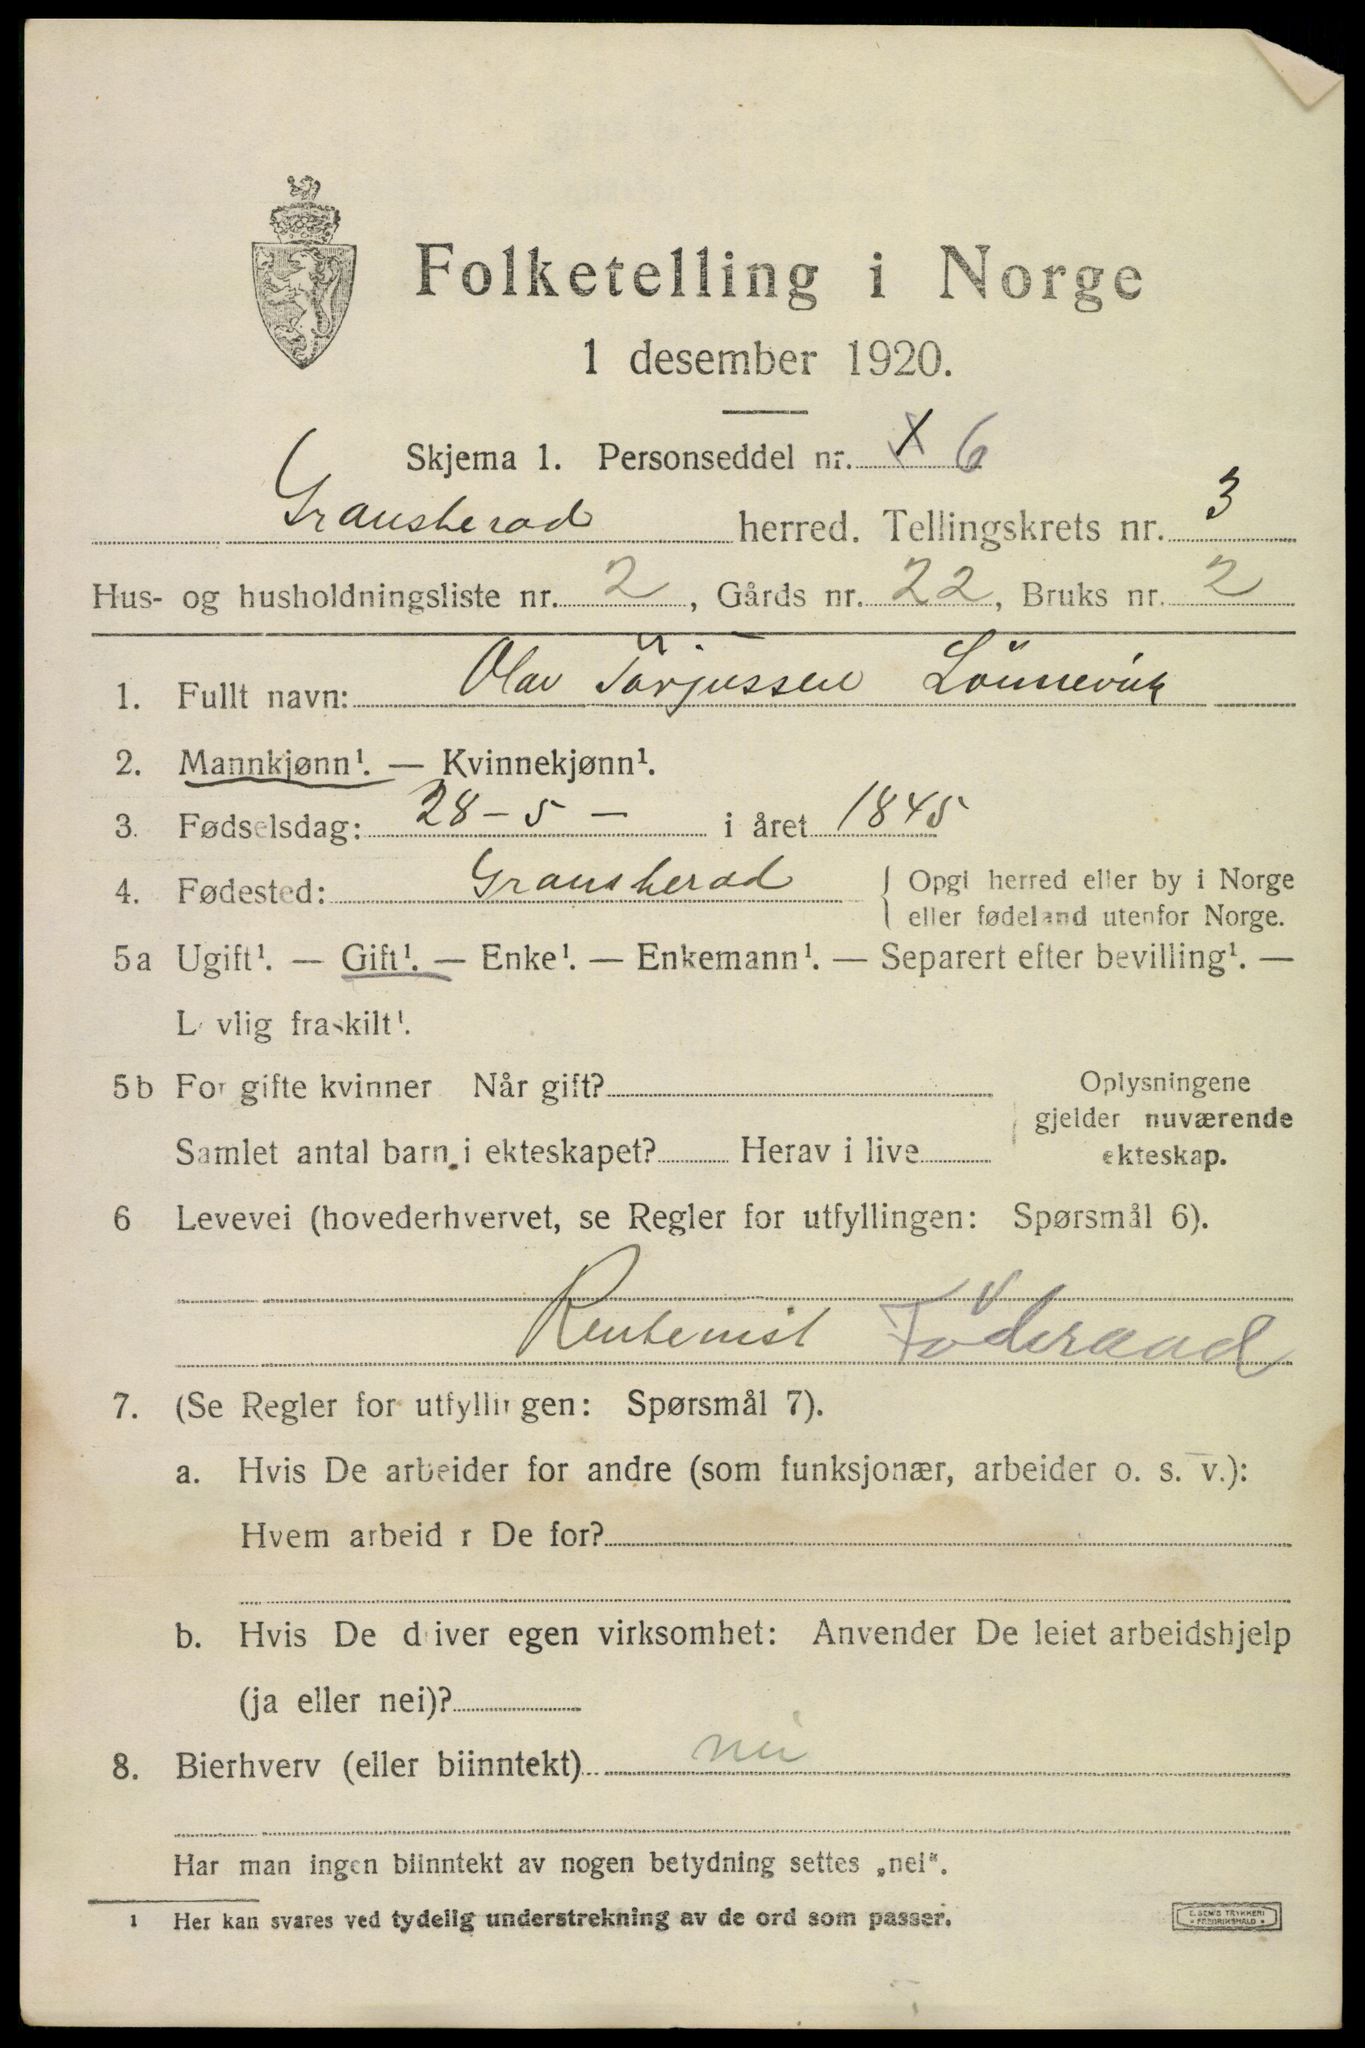 Folketelling i Norge
1 desember 1920.
Skjema 1. Personseddel nr. X 6
Gransherad herred. Tellingskrets nr. 3
Hus- og husholdningsliste nr. 2, Gårds nr. 22, Bruks nr. 2
1. Fullt navn: Olav Torjussen Lönnevik
2. Mannkjønn¹. — Kvinnekjønn¹.
3. Fødselsdag: 28-5- i året 1845
4. Fødested: Gransherad { Opgi herred eller by i Norge
eller fødeland utenfor Norge.
5a Ugift¹. — Gift¹. — Enke¹. — Enkemann¹. — Separert efter bevilling¹. —
L vlig fraskilt¹.
5b For gifte kvinner Når gift? Oplysningene
gjelder nuværende
Samlet antal barn i ekteskapet? Herav i live ekteskap.
6 Levevei (hovederhvervet, se Regler for utfyllingen: Spørsmål 6).
Rentenist Föderaad
7. (Se Regler for utfyllingen: Spørsmål 7).
a. Hvis De arbeider for andre (som funksjonær, arbeider o. s. v.):
Hvem arbeid r De for?
b. Hvis De driver egen virksomhet: Anvender De leiet arbeidshjelp
(ja eller nei)?
8. Bierhverv (eller biinntekt) nei
Har man ingen biinntekt av nogen betydning settes „nei“.
1 Her kan svares ved tydelig understrekning av de ord som passer.
E. SEM'S TRYKKERI
• FREDRIKSHALD •